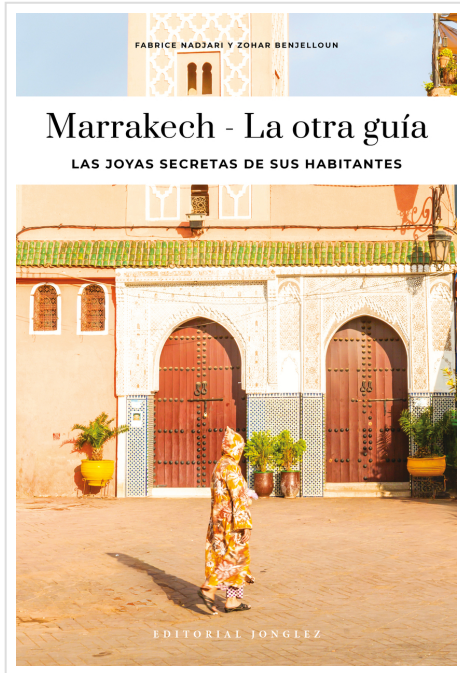 FABRICE NADJARI Y ZOHAR BENJELLOUN
Marrakech - La otra guía
LAS JOYAS SECRETAS DE SUS HABITANTES
EDITORIAL JONGLEZ